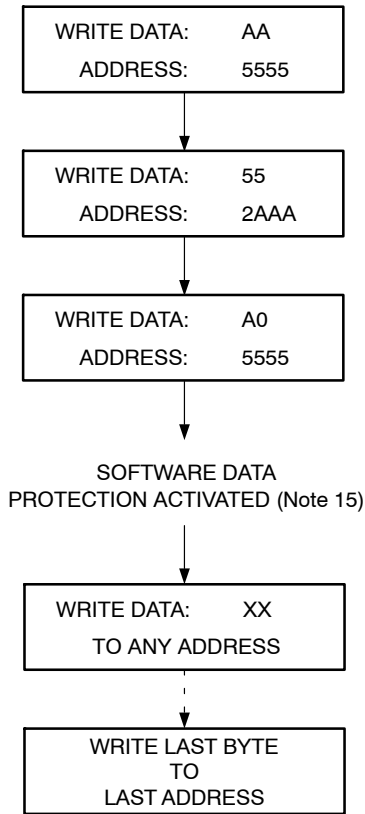 WRITE DATA: AA
ADDRESS: 5555
WRITE DATA: 55
ADDRESS: 2AAA
WRITE DATA: A0
ADDRESS: 5555
SOFTWARE DATA
PROTECTION ACTIVATED (Note 15)
WRITE DATA: XX
TO ANY ADDRESS
WRITE LAST BYTE
TO
LAST ADDRESS